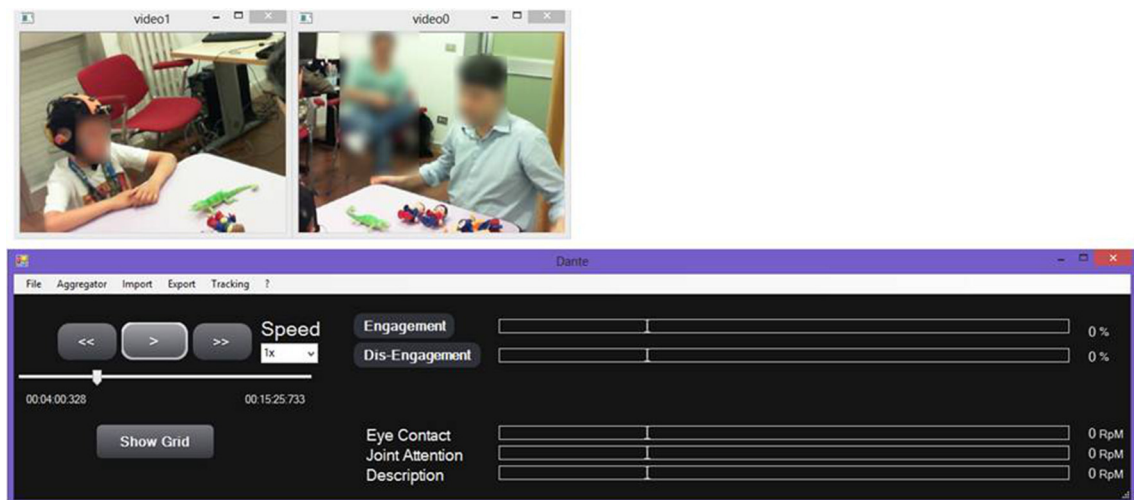 video1
video0
Dante
File Aggregator Import Export Tracking ?
<< > >> Speed
1x
00:04:00:328 00:15:25:733
Show Grid
Engagement 0 %
Dis-Engagement 0 %
Eye Contact 0 RpM
Joint Attention 0 RpM
Description 0 RpM